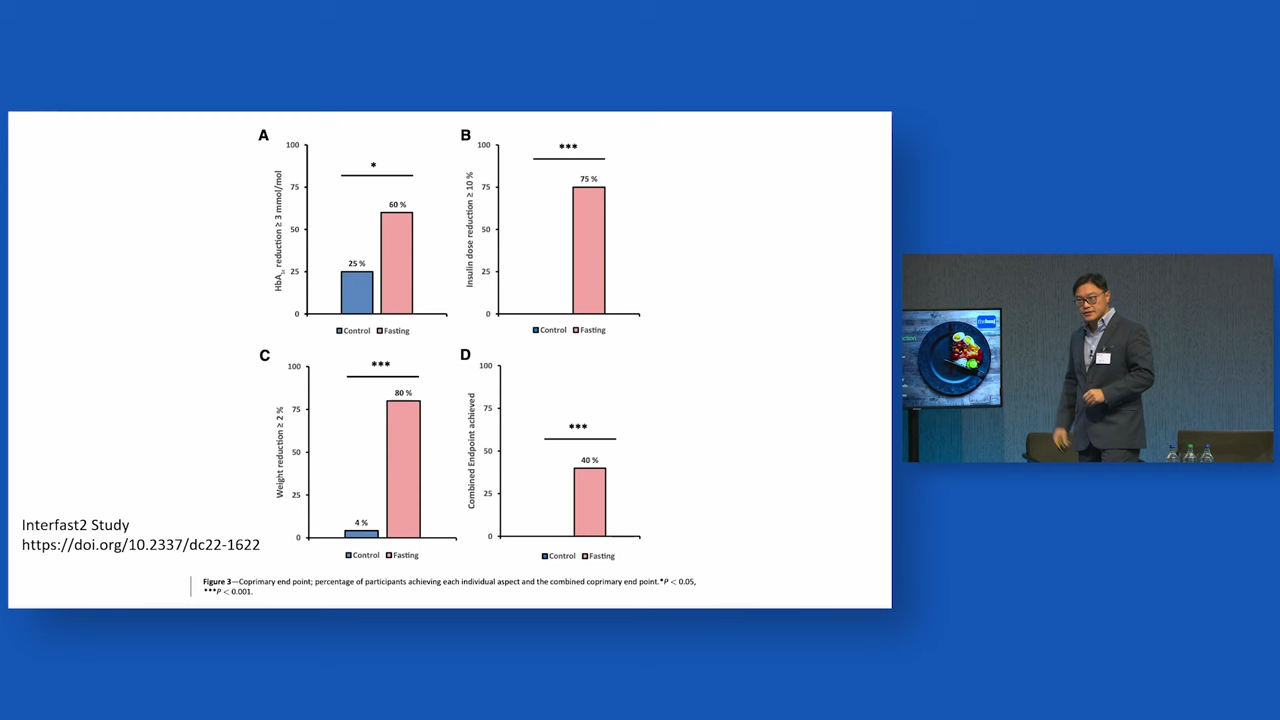 A
HbA1c reduction ≥ 3 mmol/mol
100
75
50
25
0
*
25 %
60 %
Control
Fasting
B
Insulin dose reduction ≥ 10 %
100
75
50
25
0
***
75 %
Control
Fasting
C
Weight reduction ≥ 2 %
100
75
50
25
0
***
4 %
80 %
Control
Fasting
D
Combined Endpoint achieved
100
75
50
25
0
***
40 %
Control
Fasting
Interfast2 Study
https://doi.org/10.2337/dc22-1622
Figure 3—Coprimary end point; percentage of participants achieving each individual aspect and the combined coprimary end point.*P < 0.05,
***P < 0.001.